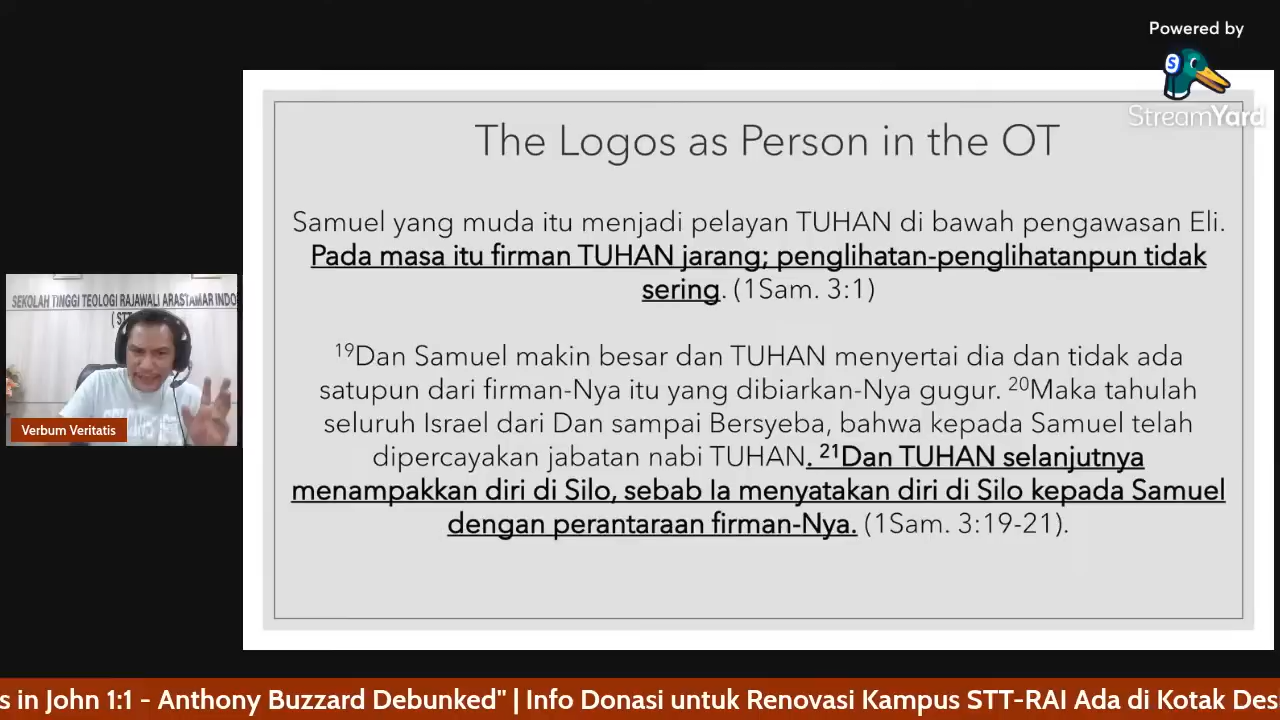 Powered by
S
StreamYard
The Logos as Person in the OT
Samuel yang muda itu menjadi pelayan TUHAN di bawah pengawasan Eli.
Pada masa itu firman TUHAN jarang; penglihatan-penglihatanpun tidak
sering. (1Sam. 3:1)
¹⁹Dan Samuel makin besar dan TUHAN menyertai dia dan tidak ada
satupun dari firman-Nya itu yang dibiarkan-Nya gugur. ²⁰Maka tahulah
seluruh Israel dari Dan sampai Bersyeba, bahwa kepada Samuel telah
dipercayakan jabatan nabi TUHAN. ²¹Dan TUHAN selanjutnya
menampakkan diri di Silo, sebab Ia menyatakan diri di Silo kepada Samuel
dengan perantaraan firman-Nya. (1Sam. 3:19-21).
SEKOLAH TINGGI TEOLOGI RAJAWALI ARASTAMAR INDO
Verbum Veritatis
s in John 1:1 - Anthony Buzzard Debunked" | Info Donasi untuk Renovasi Kampus STT-RAI Ada di Kotak Des